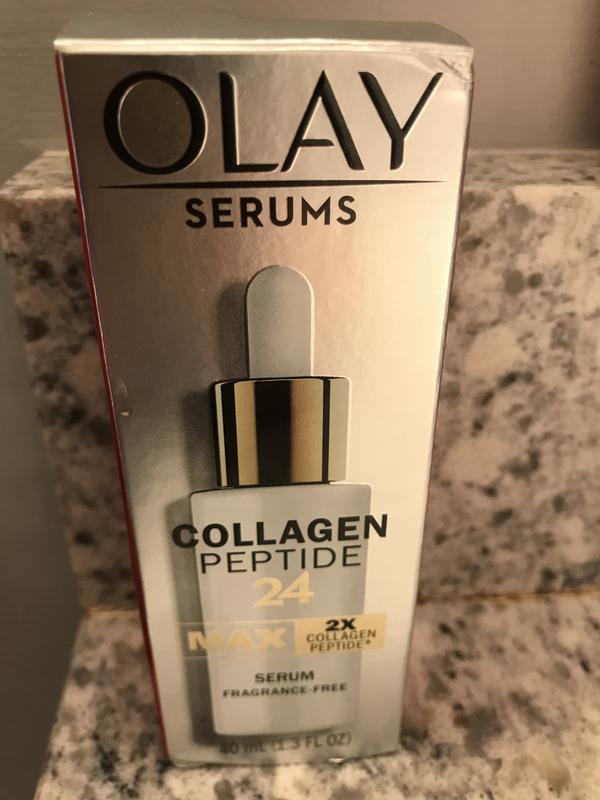 OLAY
SERUMS
COLLAGEN
PEPTIDE
24
MAX
2X
COLLAGEN
PEPTIDE*
SERUM
FRAGRANCE-FREE
40 mL (1.3 FL OZ)